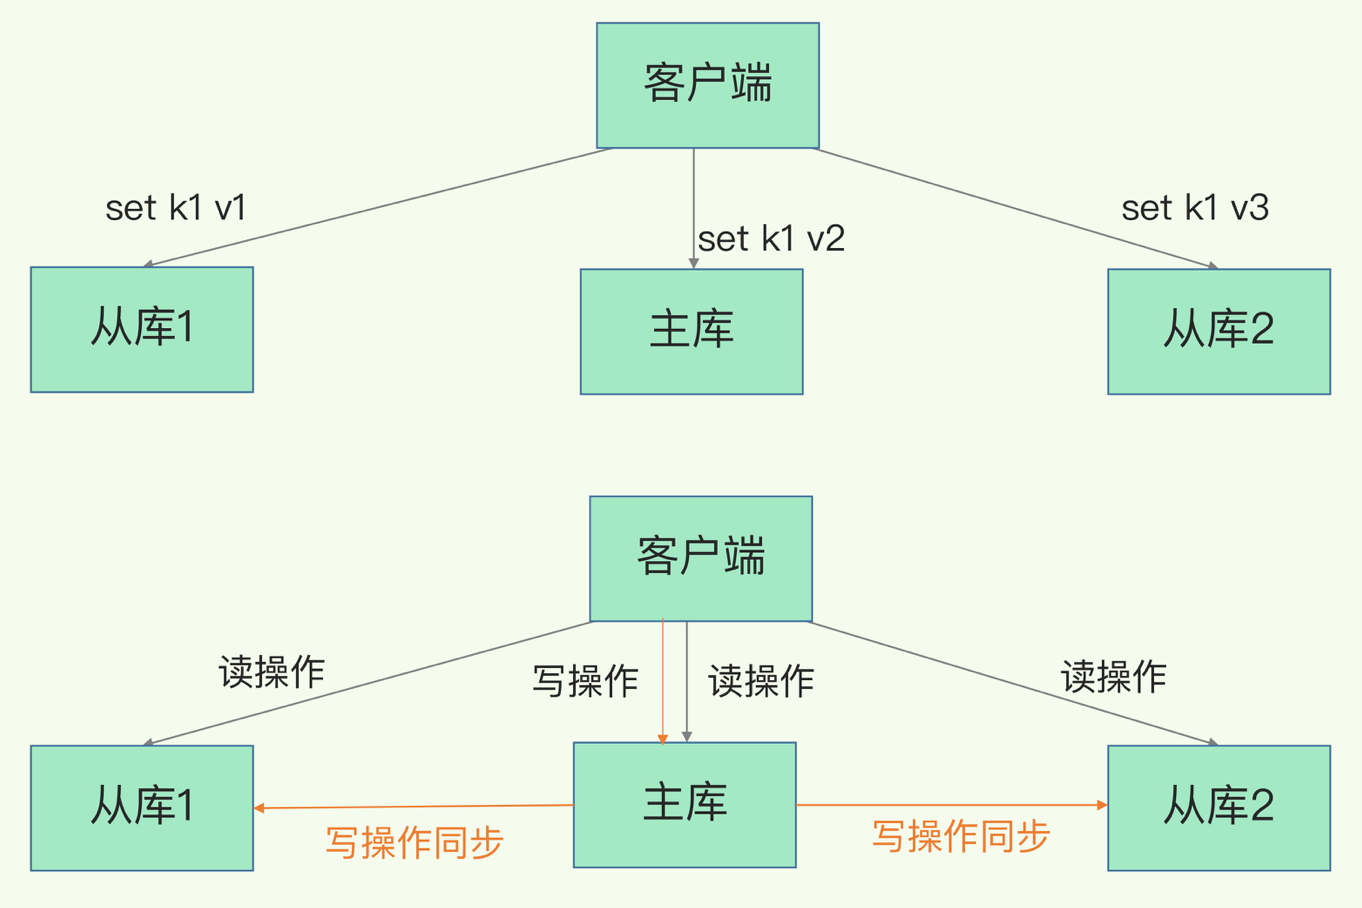 客户端
set k1 v1
set k1 v2
set k1 v3
从库1
主库
从库2
客户端
读操作
写操作
读操作
读操作
从库1
主库
从库2
写操作同步
写操作同步